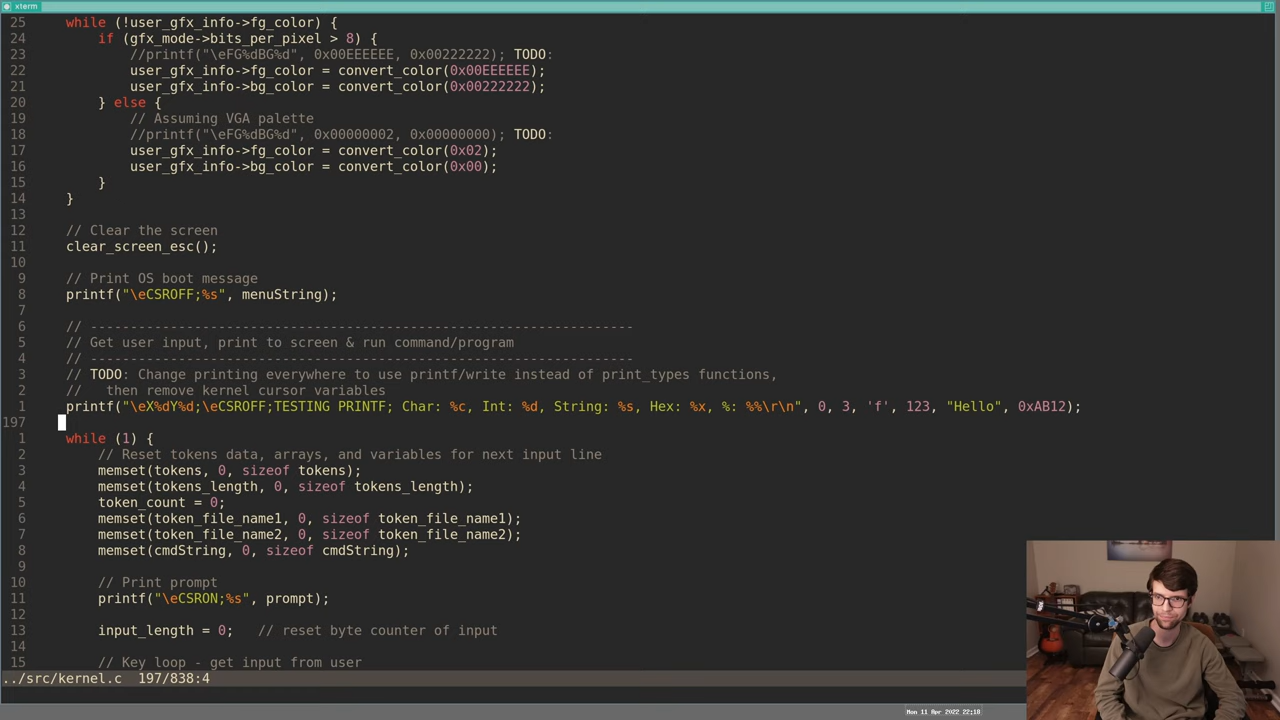 xterm
25 while (!user_gfx_info->fg_color) {
24 if (gfx_mode->bits_per_pixel > 8) {
23 //printf("\eFG%dBG%d", 0x00EEEEEE, 0x00222222); TODO:
22 user_gfx_info->fg_color = convert_color(0x00EEEEEE);
21 user_gfx_info->bg_color = convert_color(0x00222222);
20 } else {
19 // Assuming VGA palette
18 //printf("\eFG%dBG%d", 0x00000002, 0x00000000); TODO:
17 user_gfx_info->fg_color = convert_color(0x02);
16 user_gfx_info->bg_color = convert_color(0x00);
15 }
14 }
13
12 // Clear the screen
11 clear_screen_esc();
10
9 // Print OS boot message
8 printf("\eCSROFF;%s", menuString);
7
6 // --------------------------------------------------------------------
5 // Get user input, print to screen & run command/program
4 // --------------------------------------------------------------------
3 // TODO: Change printing everywhere to use printf/write instead of print_types functions,
2 //   then remove kernel cursor variables
1 printf("\eX%dY%d;\eCSROFF;TESTING PRINTF; Char: %c, Int: %d, String: %s, Hex: %x, %: %%\r\n", 0, 3, 'f', 123, "Hello", 0xAB12);
197
1 while (1) {
2 // Reset tokens data, arrays, and variables for next input line
3 memset(tokens, 0, sizeof tokens);
4 memset(tokens_length, 0, sizeof tokens_length);
5 token_count = 0;
6 memset(token_file_name1, 0, sizeof token_file_name1);
7 memset(token_file_name2, 0, sizeof token_file_name2);
8 memset(cmdString, 0, sizeof cmdString);
9
10 // Print prompt
11 printf("\eCSRON;%s", prompt);
12
13 input_length = 0;   // reset byte counter of input
14
15 // Key loop - get input from user
../src/kernel.c 197/838:4
Mon 11 Apr 2022 22:18